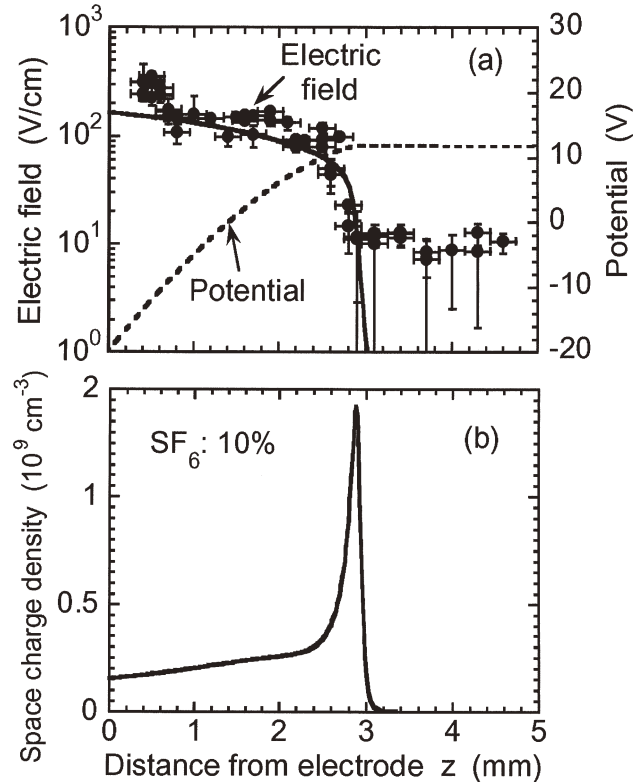 (a)
Electric field
Potential
Electric field (V/cm)
10³
10²
10¹
10⁰
Potential (V)
30
20
10
0
-10
-20
(b)
SF₆: 10%
Space charge density (10⁹ cm⁻³)
2
1
0.5
0
0 1 2 3 4 5
Distance from electrode z (mm)